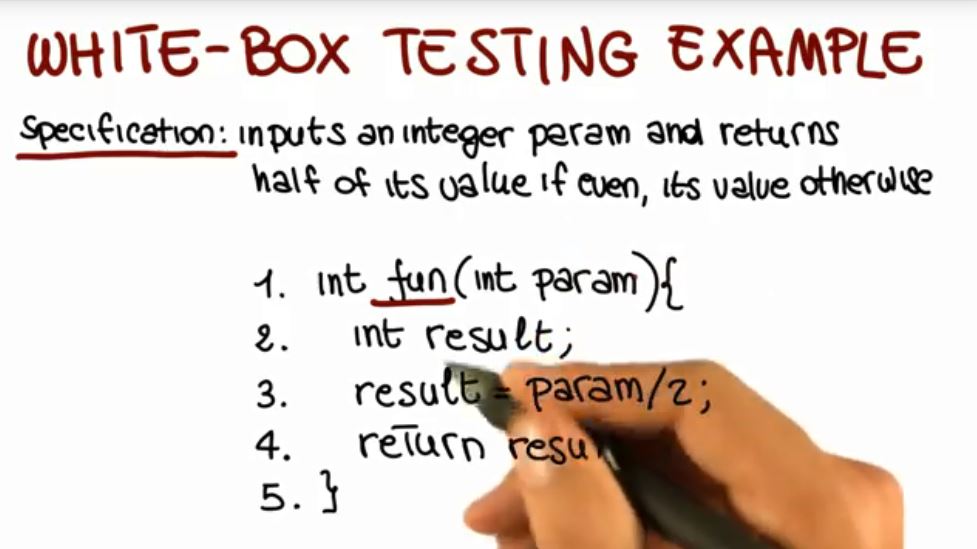 WHITE-BOX TESTING EXAMPLE
Specification: inputs an integer param and returns
half of its value if even, its value otherwise
1. int fun(int param){
2. int result;
3. result = param/2;
4. return resu
5. }